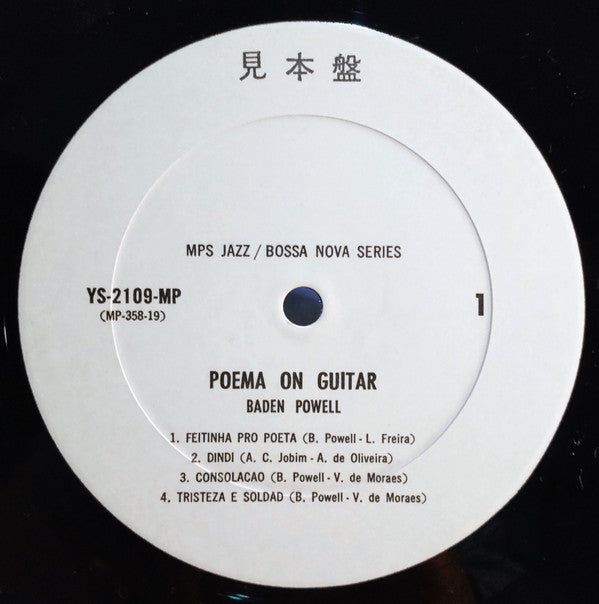 見本盤
MPS JAZZ / BOSSA NOVA SERIES
YS-2109-MP
(MP-358-19)
1
POEMA ON GUITAR
BADEN POWELL
1. FEITINHA PRO POETA (B. Powell - L. Freira)
2. DINDI (A. C. Jobim - A. de Oliveira)
3. CONSOLACAO (B. Powell - V. de Moraes)
4. TRISTEZA E SOLDAD (B. Powell - V. de Moraes)